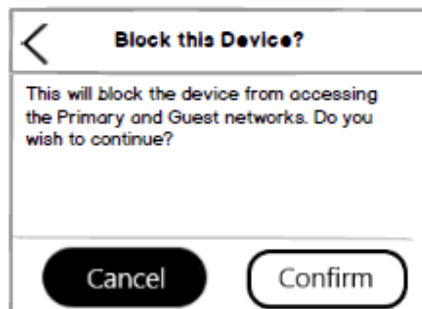 Block this Device?
This will block the device from accessing
the Primary and Guest networks. Do you
wish to continue?
Cancel
Confirm